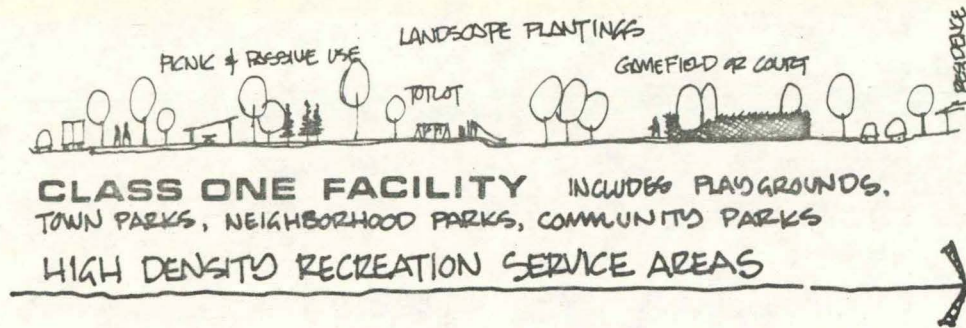 LANDSCAPE PLANTINGS
PICNIC & PASSIVE USE
TOTLOT
GAMEFIELD OR COURT
RESIDENCE
CLASS ONE FACILITY INCLUDES PLAYGROUNDS,
TOWN PARKS, NEIGHBORHOOD PARKS, COMMUNITY PARKS
HIGH DENSITY RECREATION SERVICE AREAS